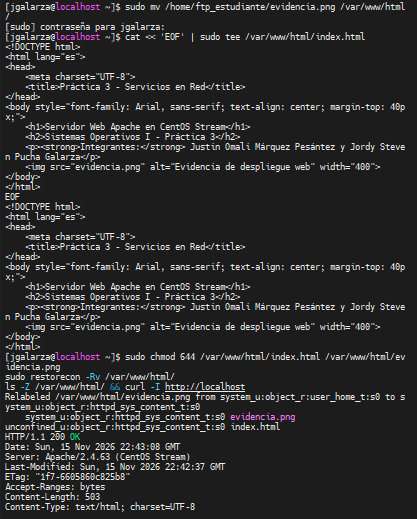 [jgalarza@localhost ~]$ sudo mv /home/ftp_estudiante/evidencia.png /var/www/html
/
[sudo] contraseña para jgalarza:
[jgalarza@localhost ~]$ cat << 'EOF' | sudo tee /var/www/html/index.html
<!DOCTYPE html>
<html lang="es">
<head>
    <meta charset="UTF-8">
    <title>Práctica 3 - Servicios en Red</title>
</head>
<body style="font-family: Arial, sans-serif; text-align: center; margin-top: 40p
x;">
    <h1>Servidor Web Apache en CentOS Stream</h1>
    <h2>Sistemas Operativos I - Práctica 3</h2>
    <p><strong>Integrantes:</strong> Justin Omali Márquez Pesántez y Jordy Steve
n Pucha Galarza</p>
    <img src="evidencia.png" alt="Evidencia de despliegue web" width="400">
</body>
</html>
EOF
<!DOCTYPE html>
<html lang="es">
<head>
    <meta charset="UTF-8">
    <title>Práctica 3 - Servicios en Red</title>
</head>
<body style="font-family: Arial, sans-serif; text-align: center; margin-top: 40p
x;">
    <h1>Servidor Web Apache en CentOS Stream</h1>
    <h2>Sistemas Operativos I - Práctica 3</h2>
    <p><strong>Integrantes:</strong> Justin Omali Márquez Pesántez y Jordy Steve
n Pucha Galarza</p>
    <img src="evidencia.png" alt="Evidencia de despliegue web" width="400">
</body>
</html>
[jgalarza@localhost ~]$ sudo chmod 644 /var/www/html/index.html /var/www/html/ev
idencia.png
sudo restorecon -Rv /var/www/html/
ls -Z /var/www/html/ && curl -I http://localhost
Relabeled /var/www/html/evidencia.png from system_u:object_r:user_home_t:s0 to s
ystem_u:object_r:httpd_sys_content_t:s0
    system_u:object_r:httpd_sys_content_t:s0 evidencia.png
unconfined_u:object_r:httpd_sys_content_t:s0 index.html
HTTP/1.1 200 OK
Date: Sun, 15 Nov 2026 22:43:08 GMT
Server: Apache/2.4.63 (CentOS Stream)
Last-Modified: Sun, 15 Nov 2026 22:42:37 GMT
ETag: "1f7-6605860c825b8"
Accept-Ranges: bytes
Content-Length: 503
Content-Type: text/html; charset=UTF-8